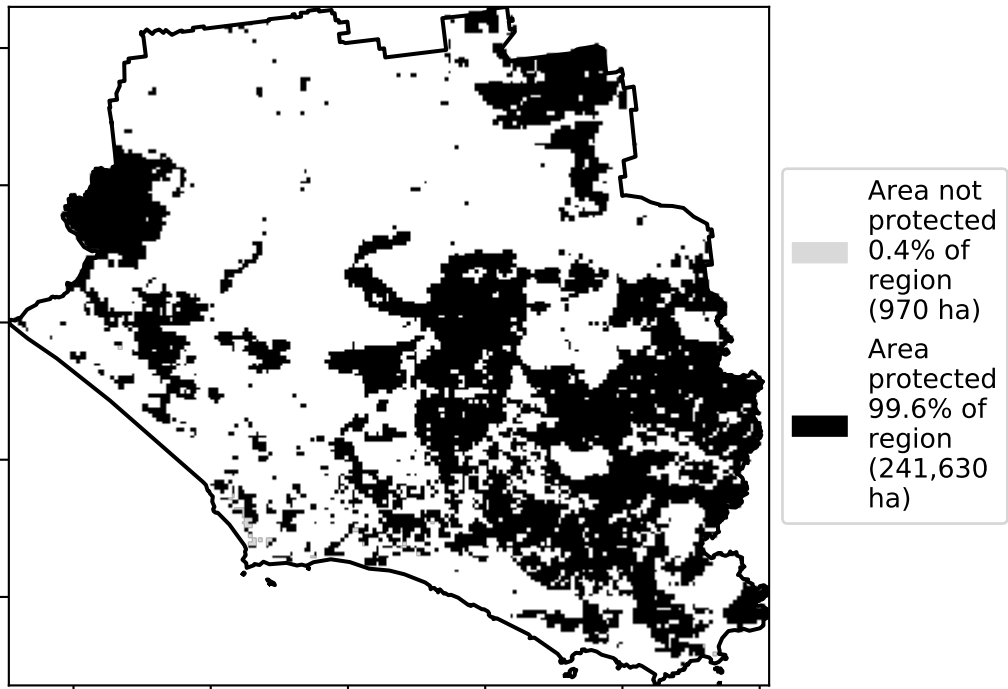 Area not
protected
0.4% of
region
(970 ha)
Area
protected
99.6% of
region
(241,630
ha)